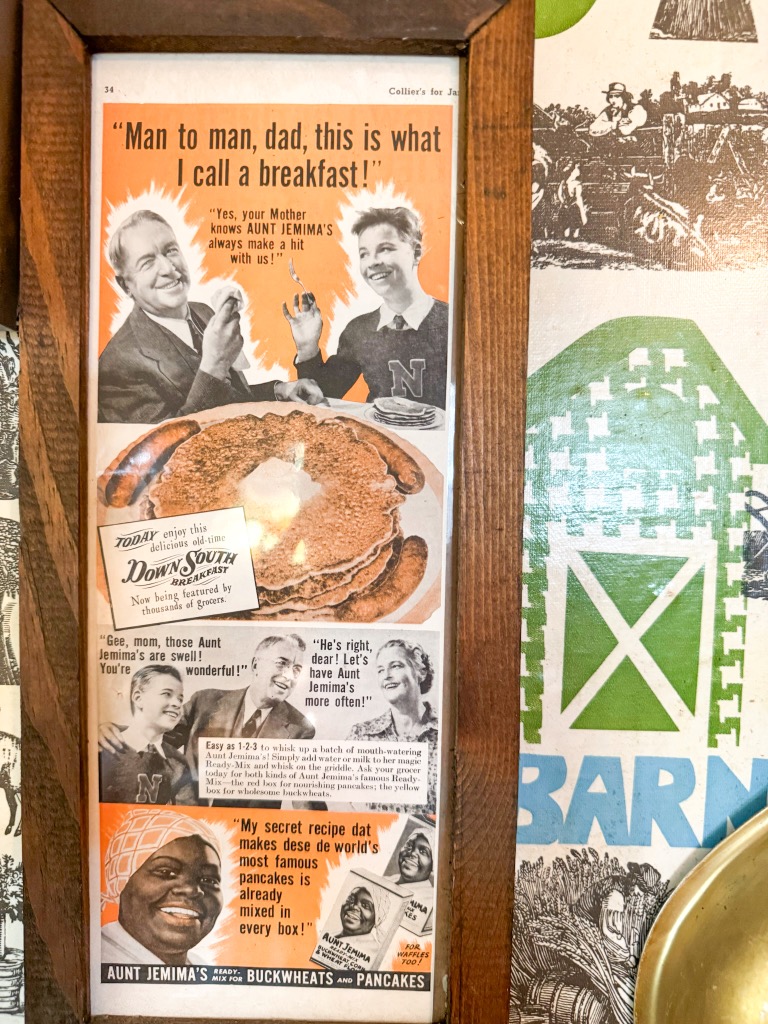 34
Collier's for Ja
"Man to man, dad, this is what
I call a breakfast!"
"Yes, your Mother
knows AUNT JEMIMA'S
always make a hit
with us!"
N
TODAY enjoy this
delicious old-time
DOWN SOUTH
BREAKFAST
Now being featured by
thousands of grocers.
"Gee, mom, those Aunt
Jemima's are swell!
You're wonderful!"
"He's right,
dear! Let's
have Aunt
Jemima's
more often!"
N
Easy as 1-2-3 to whisk up a batch of mouth-watering
Aunt Jemima's! Simply add water or milk to her magic
Ready-Mix and whisk on the griddle. Ask your grocer
today for both kinds of Aunt Jemima's famous Ready-
Mix—the red box for nourishing pancakes; the yellow
box for wholesome buckwheats.
"My secret recipe dat
makes dese de world's
most famous
pancakes is
already
mixed in
every box!"
AUNT JEMIMA
BUCKWHEAT CORN
& WHEAT
FOR
WAFFLES
TOO!
AUNT JEMIMA'S READY-MIX FOR BUCKWHEATS AND PANCAKES
BARN